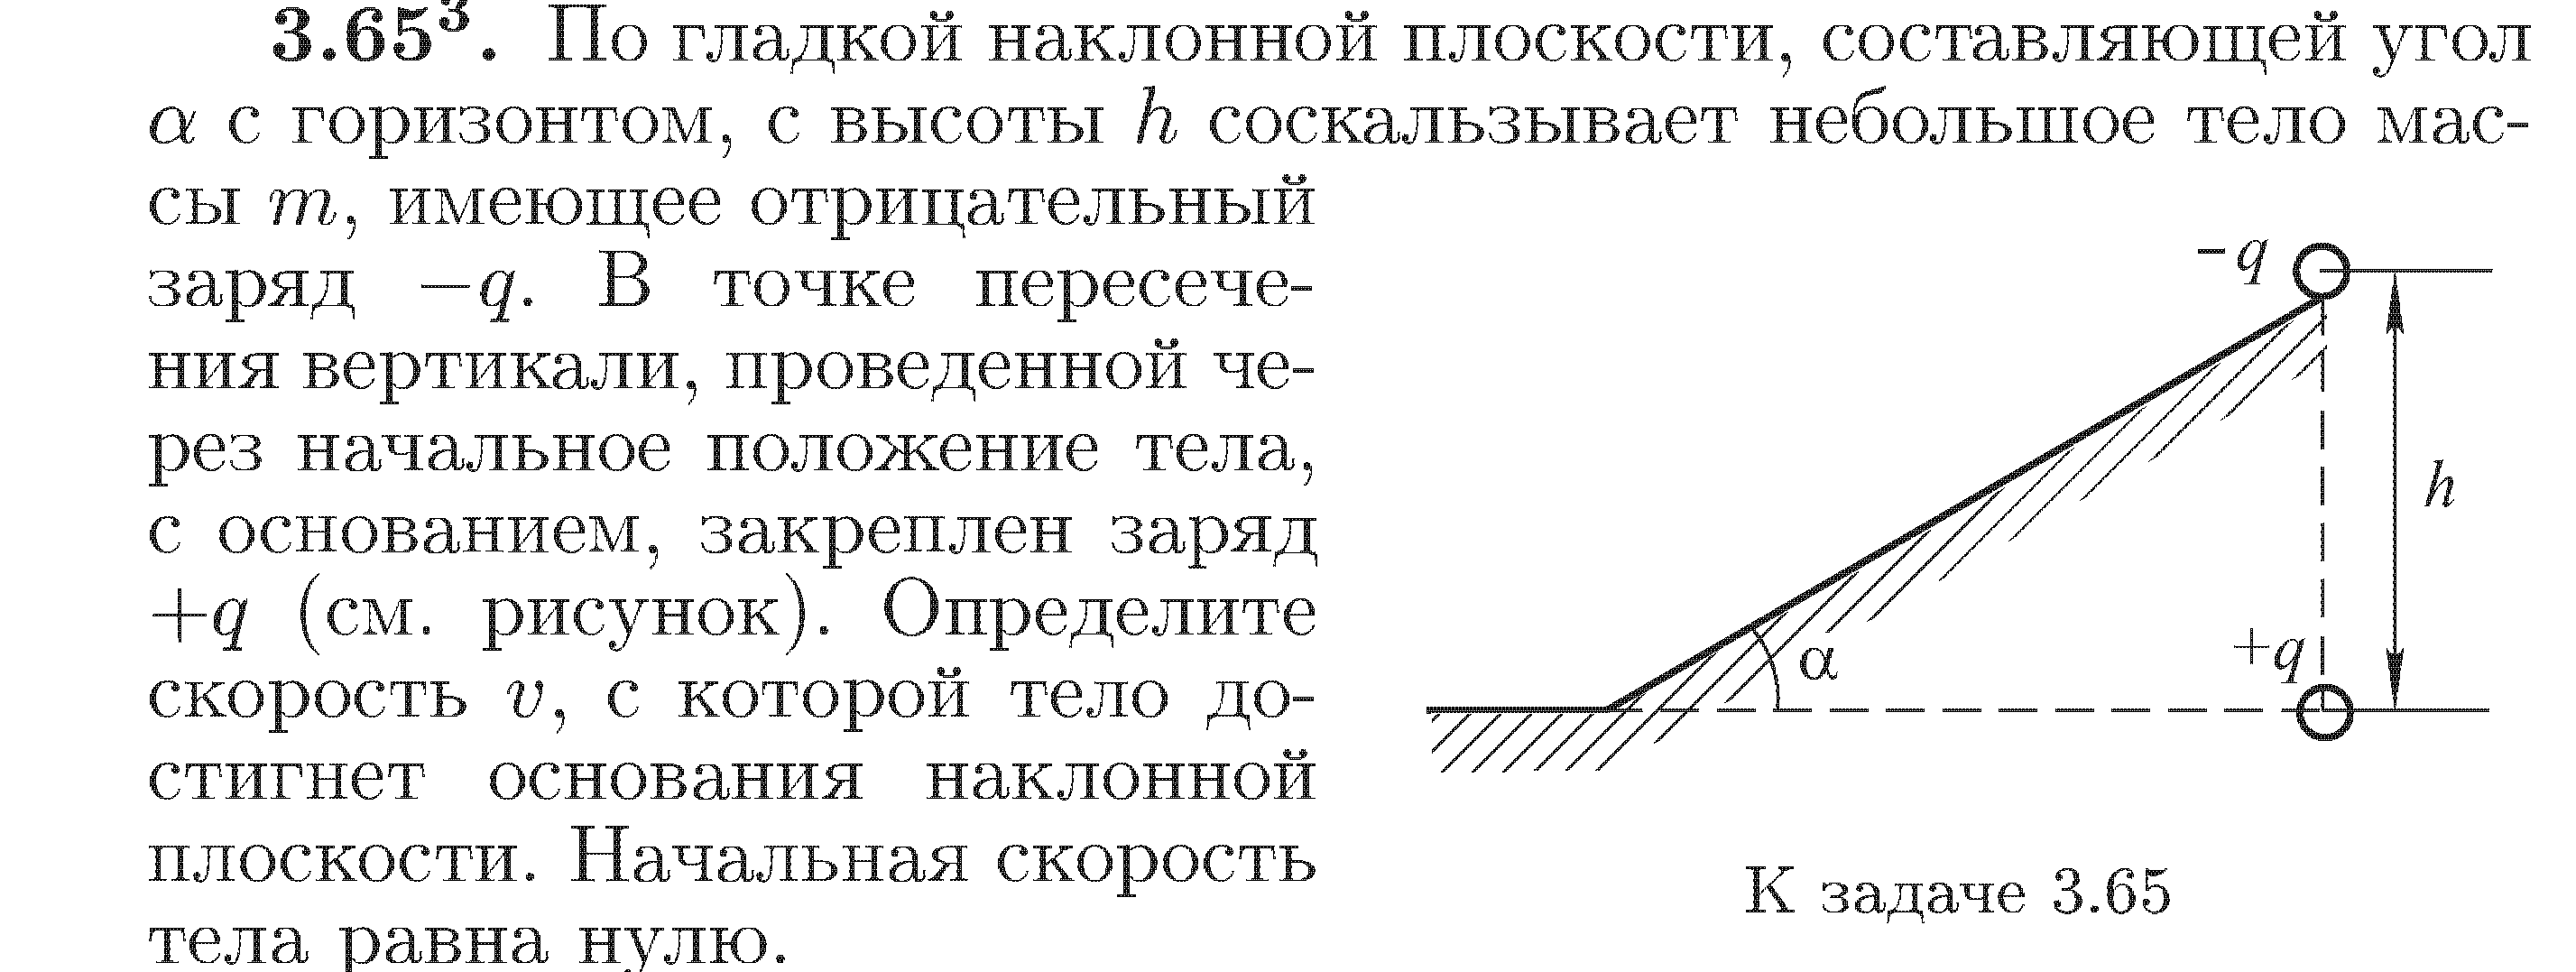 3.65³. По гладкой наклонной плоскости, составляющей угол
α с горизонтом, с высоты h соскальзывает небольшое тело мас-
сы m, имеющее отрицательный
заряд −q. В точке пересече-
ния вертикали, проведенной че-
рез начальное положение тела,
с основанием, закреплен заряд
+q (см. рисунок). Определите
скорость v, с которой тело до-
стигнет основания наклонной
плоскости. Начальная скорость
тела равна нулю.
−q
h
+q
α
К задаче 3.65